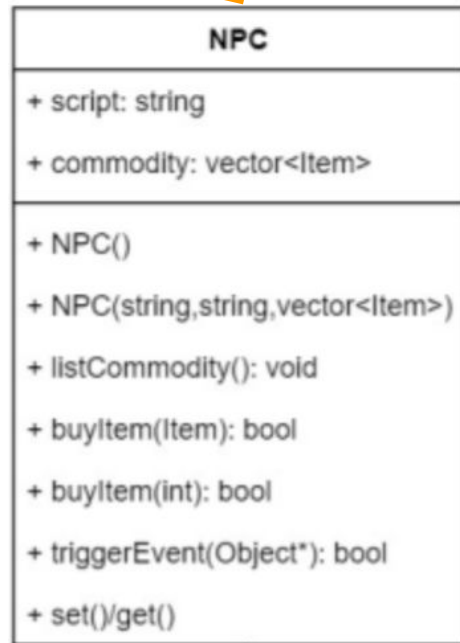 NPC
+ script: string
+ commodity: vector<Item>
+ NPC()
+ NPC(string,string,vector<Item>)
+ listCommodity(): void
+ buyItem(Item): bool
+ buyItem(int): bool
+ triggerEvent(Object*): bool
+ set()/get()